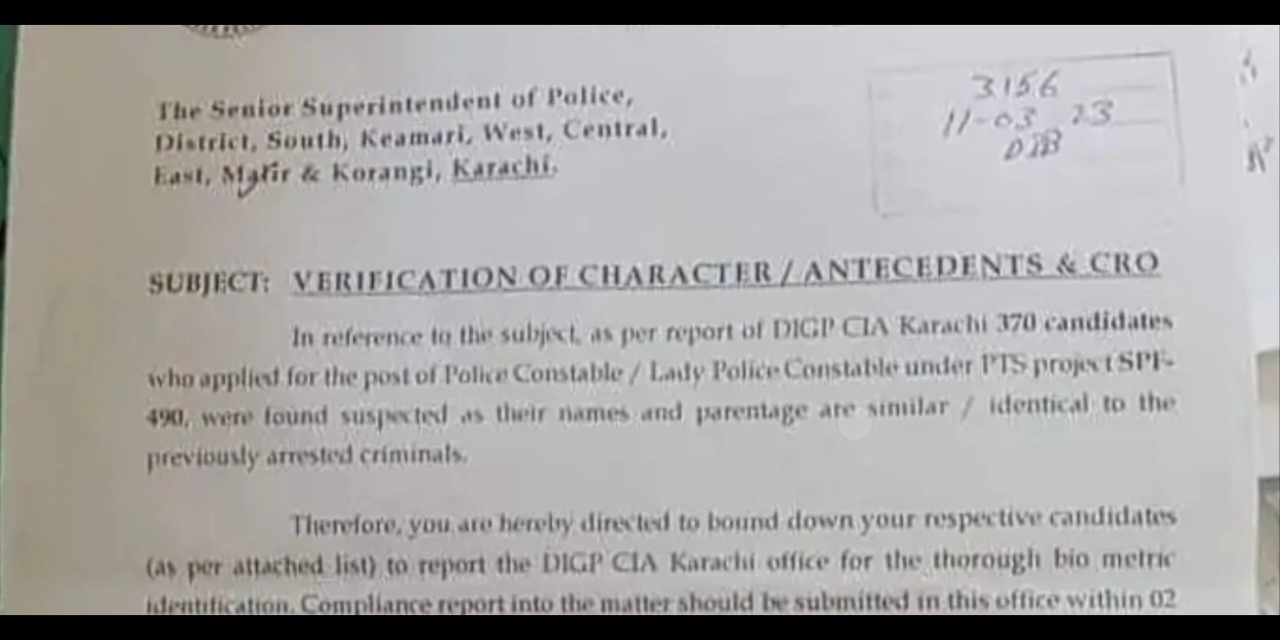 The Senior Superintendent of Police,
District, South, Keamari, West, Central,
East, Malir & Korangi, Karachi.
3156
11-03 23
SUBJECT: VERIFICATION OF CHARACTER / ANTECEDENTS & CRO
In reference to the subject, as per report of DIGP CIA Karachi 370 candidates
who applied for the post of Police Constable / Lady Police Constable under PTS project SPF-
490, were found suspected as their names and parentage are similar / identical to the
previously arrested criminals.
Therefore, you are hereby directed to bound down your respective candidates
(as per attached list) to report the DIGP CIA Karachi office for the thorough bio metric
identification. Compliance report into the matter should be submitted in this office within 02